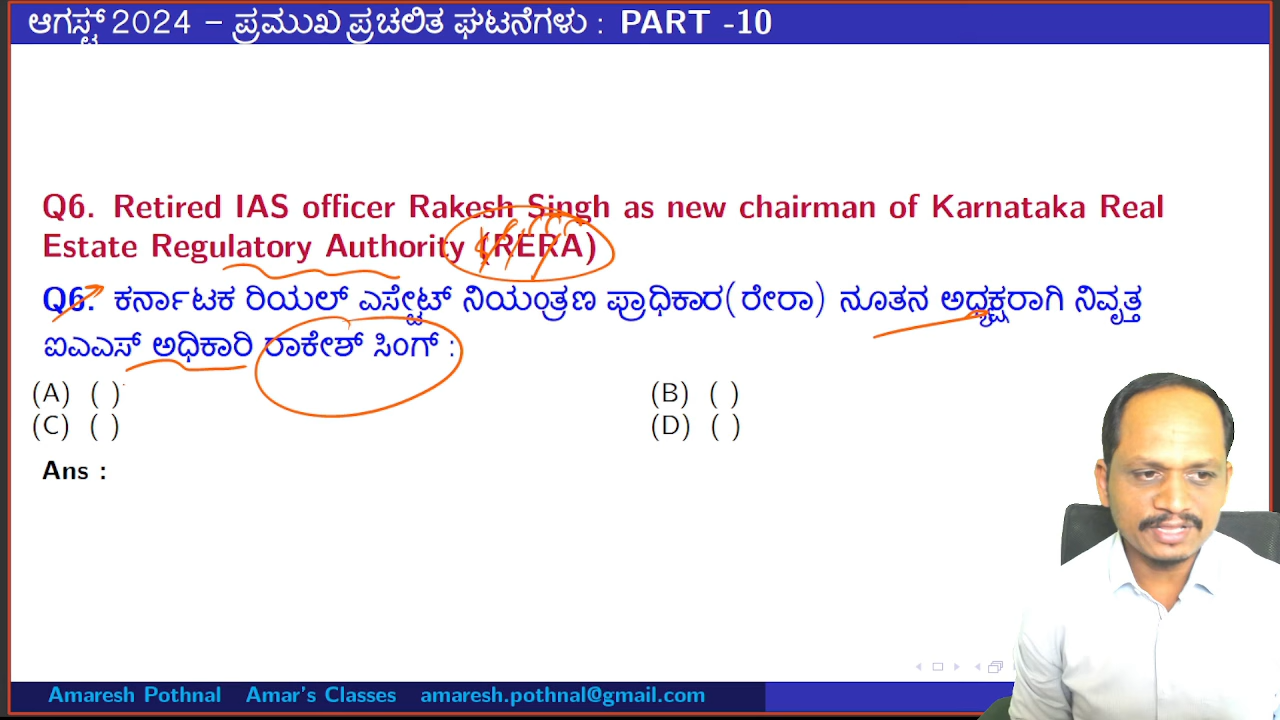 ಆಗಸ್ಟ್ 2024 – ಪ್ರಮುಖ ಪ್ರಚಲಿತ ಘಟನೆಗಳು : PART -10
Q6. Retired IAS officer Rakesh Singh as new chairman of Karnataka Real
Estate Regulatory Authority (RERA)
Q6. ಕರ್ನಾಟಕ ರಿಯಲ್ ಎಸ್ಟೇಟ್ ನಿಯಂತ್ರಣ ಪ್ರಾಧಿಕಾರ(ರೇರಾ) ನೂತನ ಅಧ್ಯಕ್ಷರಾಗಿ ನಿವೃತ್ತ
ಐಎಎಸ್ ಅಧಿಕಾರಿ ರಾಕೇಶ್ ಸಿಂಗ್ :
(A) ( ) (B) ( )
(C) ( ) (D) ( )
Ans :
Amaresh Pothnal Amar's Classes amaresh.pothnal@gmail.com